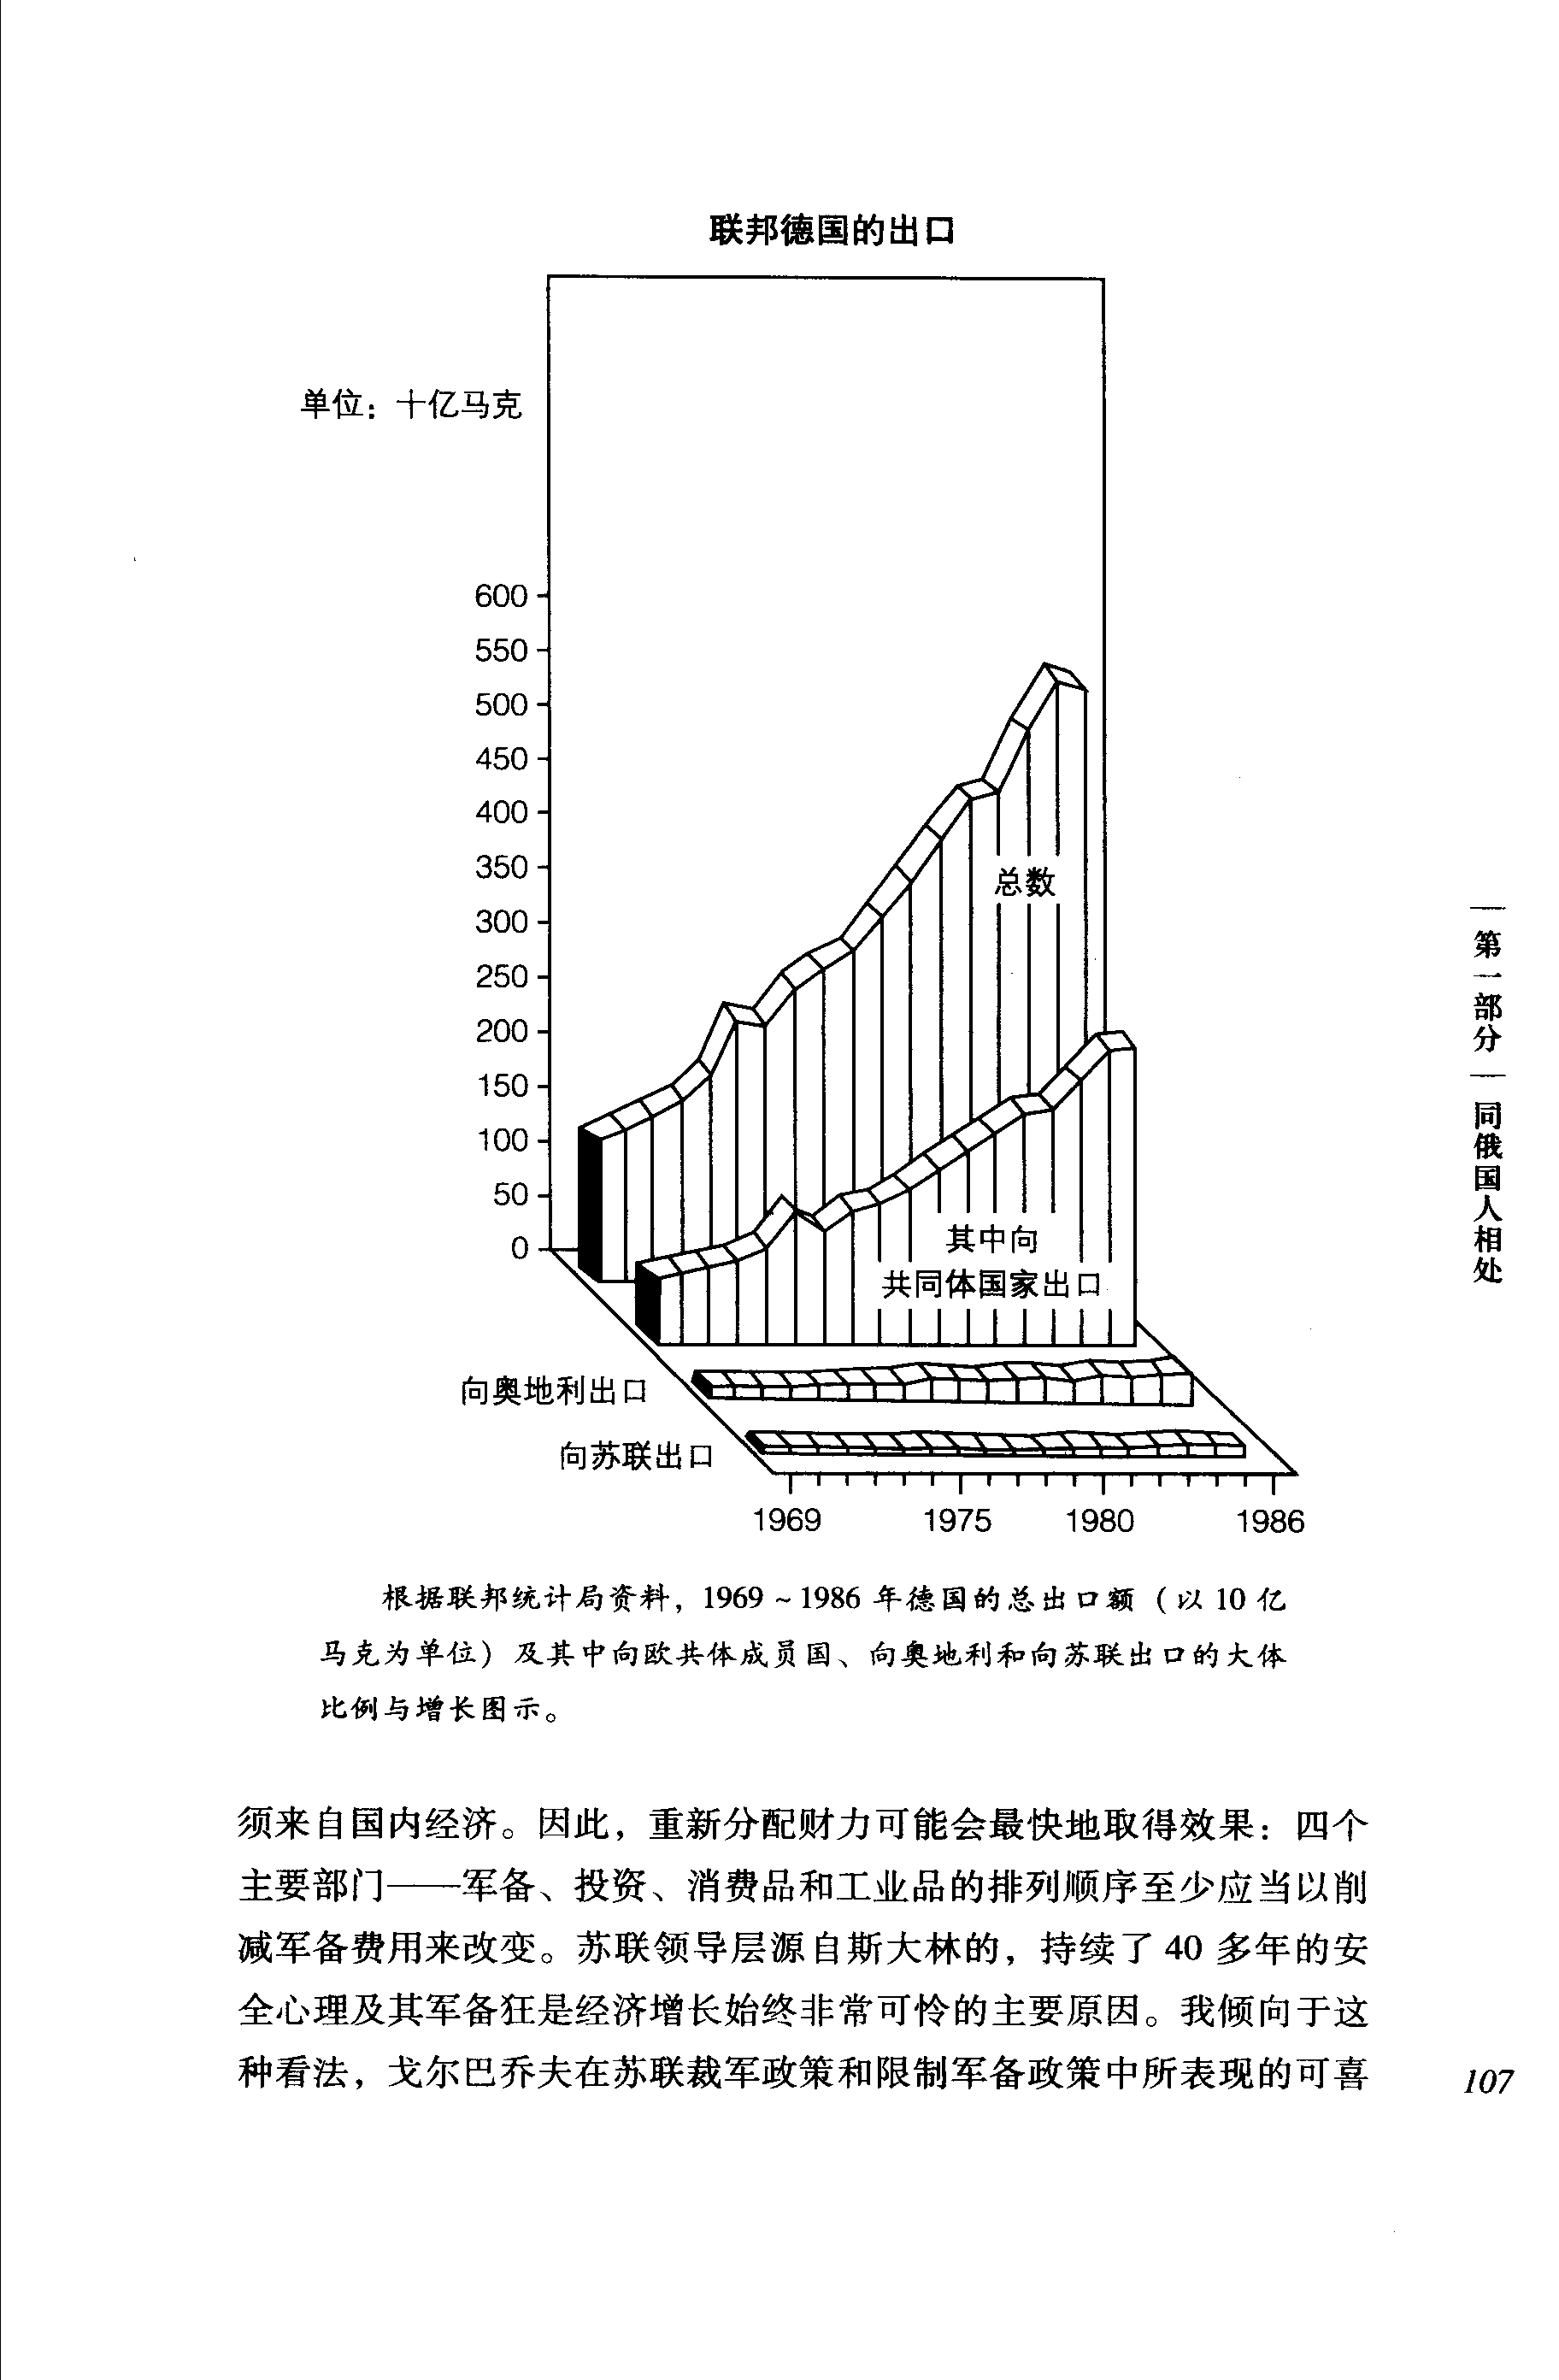 联邦德国的出口
单位：十亿马克
600
550
500
450
400
350
300
250
200
150
100
50
0
总数
其中向
共同体国家出口
向奥地利出口
向苏联出口
1969 1975 1980 1986
根据联邦统计局资料，1969～1986 年德国的总出口额（以 10 亿
马克为单位）及其中向欧共体成员国、向奥地利和向苏联出口的大体
比例与增长图示。
须来自国内经济。因此，重新分配财力可能会最快地取得效果：四个
主要部门——军备、投资、消费品和工业品的排列顺序至少应当以削
减军备费用来改变。苏联领导层源自斯大林的，持续了 40 多年的安
全心理及其军备狂是经济增长始终非常可怜的主要原因。我倾向于这
种看法，戈尔巴乔夫在苏联裁军政策和限制军备政策中所表现的可喜
第一部分 同俄国人相处
107